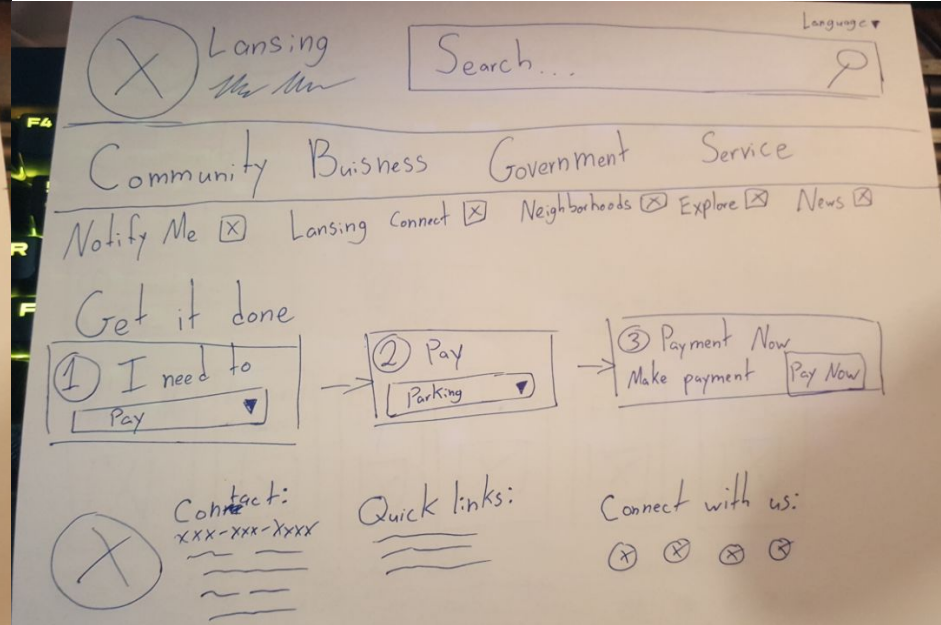 Language ▾
Lansing
Search...
Community Buisness Government Service
Notify Me Lansing Connect Neighborhoods Explore News
Get it done
① I need to
Pay ▼
② Pay
Parking ▼
③ Payment Now
Make payment Pay Now
Contact:
xxx-xxx-xxxx
Quick links:
Connect with us:
F4
R
F